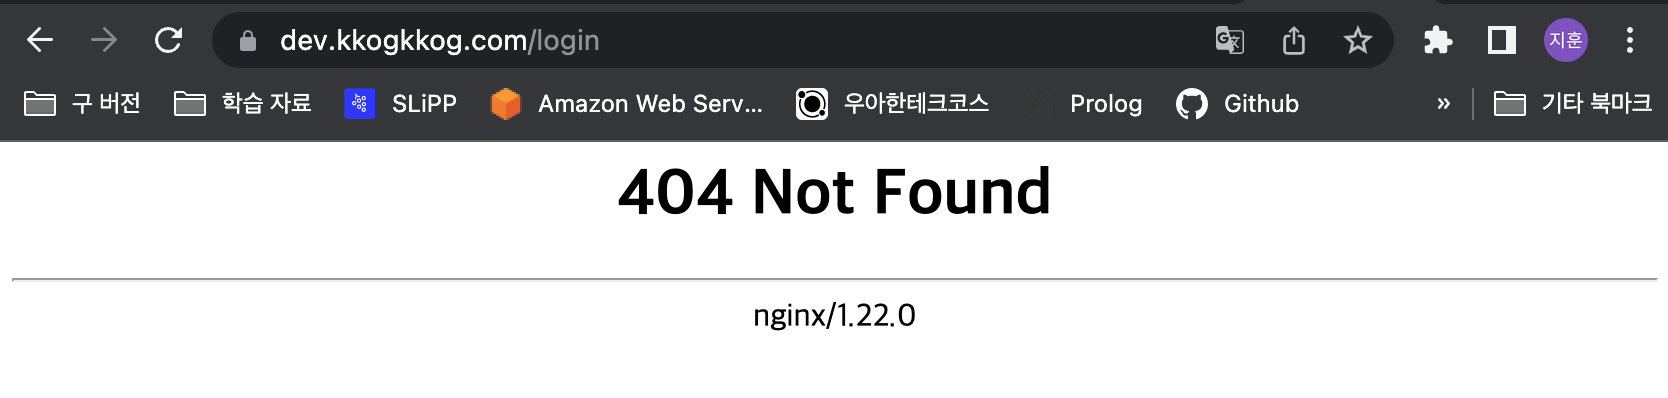 dev.kkogkkog.com/login
지훈
구 버전 학습 자료 SLiPP Amazon Web Serv... 우아한테크코스 Prolog Github » 기타 북마크
404 Not Found
nginx/1.22.0